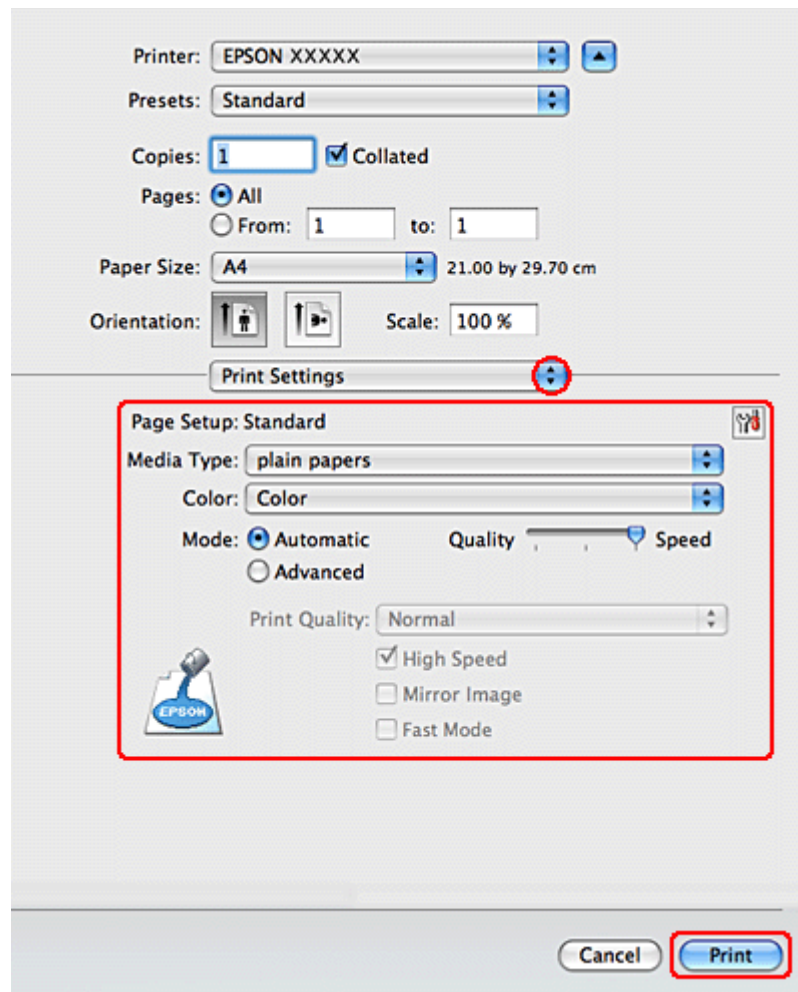 Printer: EPSON XXXXX
Presets: Standard
Copies: 1 Collated
Pages: All
From: 1 to: 1
Paper Size: A4 21.00 by 29.70 cm
Orientation: Scale: 100 %
Print Settings
Page Setup: Standard
Media Type: plain papers
Color: Color
Mode: Automatic Quality Speed
Advanced
Print Quality: Normal
High Speed
Mirror Image
EPSON
Fast Mode
Cancel Print